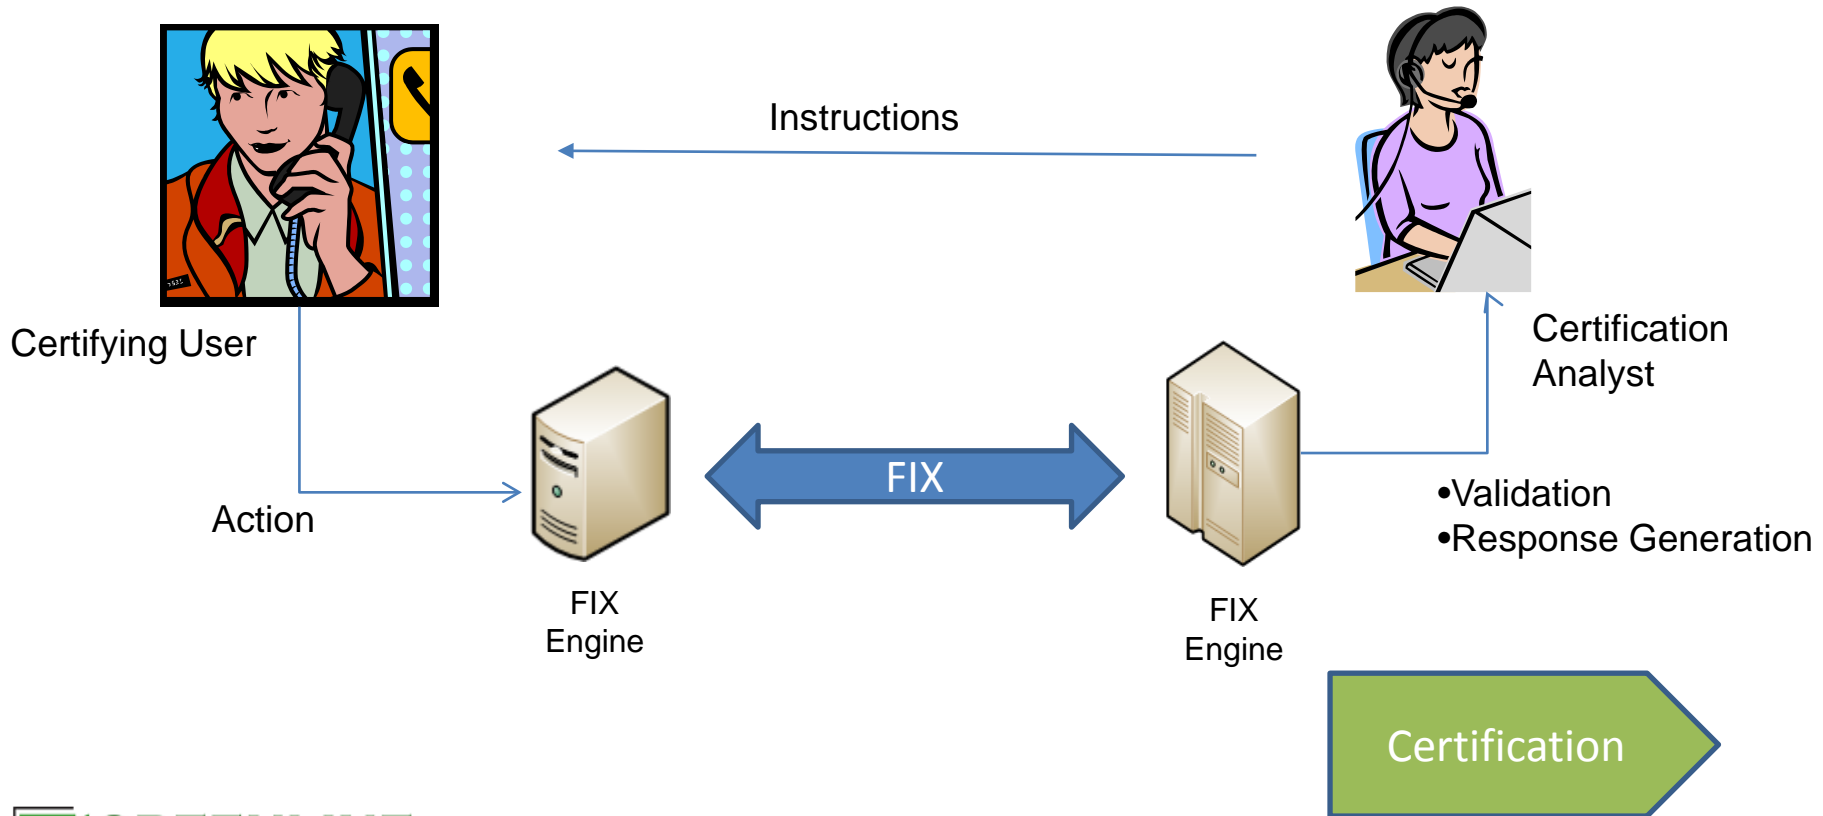 Instructions
Certifying User
Certification
Analyst
FIX
Action
•Validation
•Response Generation
FIX
Engine
FIX
Engine
Certification